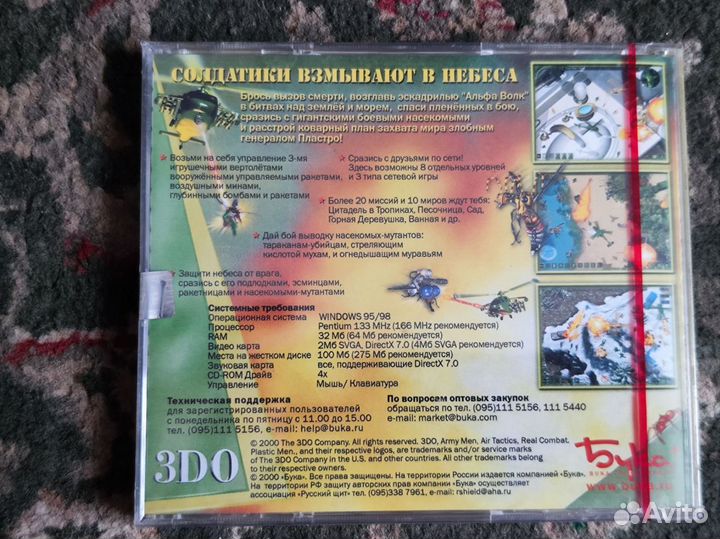 СОЛДАТИКИ ВЗМЫВАЮТ В НЕБЕСА
Брось вызов смерти, возглавь эскадрилью "Альфа Волк"
в битвах над землёй и морем, спаси пленённых в бою,
сразись с гигантскими боевыми насекомыми
и расстрой коварный план захвата мира злобным
генералом Пластро!
Возьми на себя управление 3-мя
игрушечными вертолётами
вооружёнными управляемыми ракетами,
воздушными минами,
глубинными бомбами и ракетами
Сразись с друзьями по сети!
Здесь возможны 8 отдельных уровней
и 3 типа сетевой игры
Более 20 миссий и 10 миров ждут тебя:
Цитадель в Тропиках, Песочница, Сад,
Горная Деревушка, Ванная и др.
Дай бой выводку насекомых-мутантов:
тараканам-убийцам, стреляющим
кислотой мухам, и огнедышащим муравьям
Защити небеса от врага,
сразись с его подлодками, эсминцами,
ракетницами и насекомыми-мутантами
Системные требования
Операционная система WINDOWS 95/98
Процессор Pentium 133 MHz (166 MHz рекомендуется)
RAM 32 Мб (64 Мб рекомендуется)
Видео карта 2Мб SVGA, DirectX 7.0 (4Мб SVGA рекомендуется)
Места на жестком диске 100 Мб (275 Мб рекомендуется)
Звуковая карта все, поддерживающие DirectX 7.0
CD-ROM Драйв 4x
Управление Мышь/ Клавиатура
Техническая поддержка
для зарегистрированных пользователей
с понедельника по пятницу с 11.00 до 15.00
тел. (095)111 5156, e-mail: help@buka.ru
По вопросам оптовых закупок
обращаться по тел. (095)111 5156, 111 5440
e-mail: market@buka.com
3DO
© 2000 The 3DO Company. All rights reserved. 3DO, Army Men, Air Tactics, Real Combat.
Plastic Men., and their respective logos, are trademarks and/or service marks
of The 3DO Company in the U.S. and other countries. All other trademarks belong
to their respective owners.
© 2000 «Бука». Все права защищены. На территории России издается компанией «Бука».
На территории РФ защиту авторских прав компании «Бука» осуществляет
ассоциация «Русский щит» тел. (095)338 7961, e-mail: rshield@aha.ru
Бука
БУКА
Avito